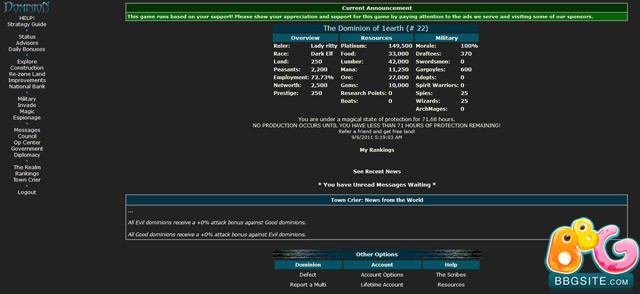 DOMINION
HELP!
Strategy Guide
Status
Advisors
Daily Bonuses
Explore
Construction
Re-zone Land
Improvements
National Bank
Military
Invade
Magic
Espionage
Messages
Council
Op Center
Government
Diplomacy
The Realm
Rankings
Town Crier
Logout
Current Announcement
This game runs based on your support! Please show your appreciation and support for this game by paying attention to the ads we serve and visiting some of our sponsors.
The Dominion of 1earth (# 22)
Overview Resources Military
Ruler: Lady ritty Platinum: 149,500 Morale: 100%
Race: Dark Elf Food: 33,000 Draftees: 370
Land: 250 Lumber: 42,000 Swordsmen: 0
Peasants: 2,200 Mana: 11,250 Gargoyles: 600
Employment: 72.73% Ore: 27,000 Adepts: 0
Networth: 2,500 Gems: 10,000 Spirit Warriors: 0
Prestige: 250 Research Points: 0 Spies: 25
Boats: 0 Wizards: 25
ArchMages: 0
You are under a magical state of protection for 71.68 hours.
NO PRODUCTION OCCURS UNTIL YOU HAVE LESS THAN 71 HOURS OF PROTECTION REMAINING!
Refer a friend and get free land!
9/6/2011 5:19:03 AM
My Rankings
See Recent News
* You have Unread Messages Waiting *
Town Crier: News from the World
...
All Evil dominions receive a +0% attack bonus against Good dominions.
All Good dominions receive a +0% attack bonus against Evil dominions.
Other Options
Dominion Account Help
Defect Account Options The Scribes
Report a Multi Lifetime Account Resources
BBG
BBGSITE.COM